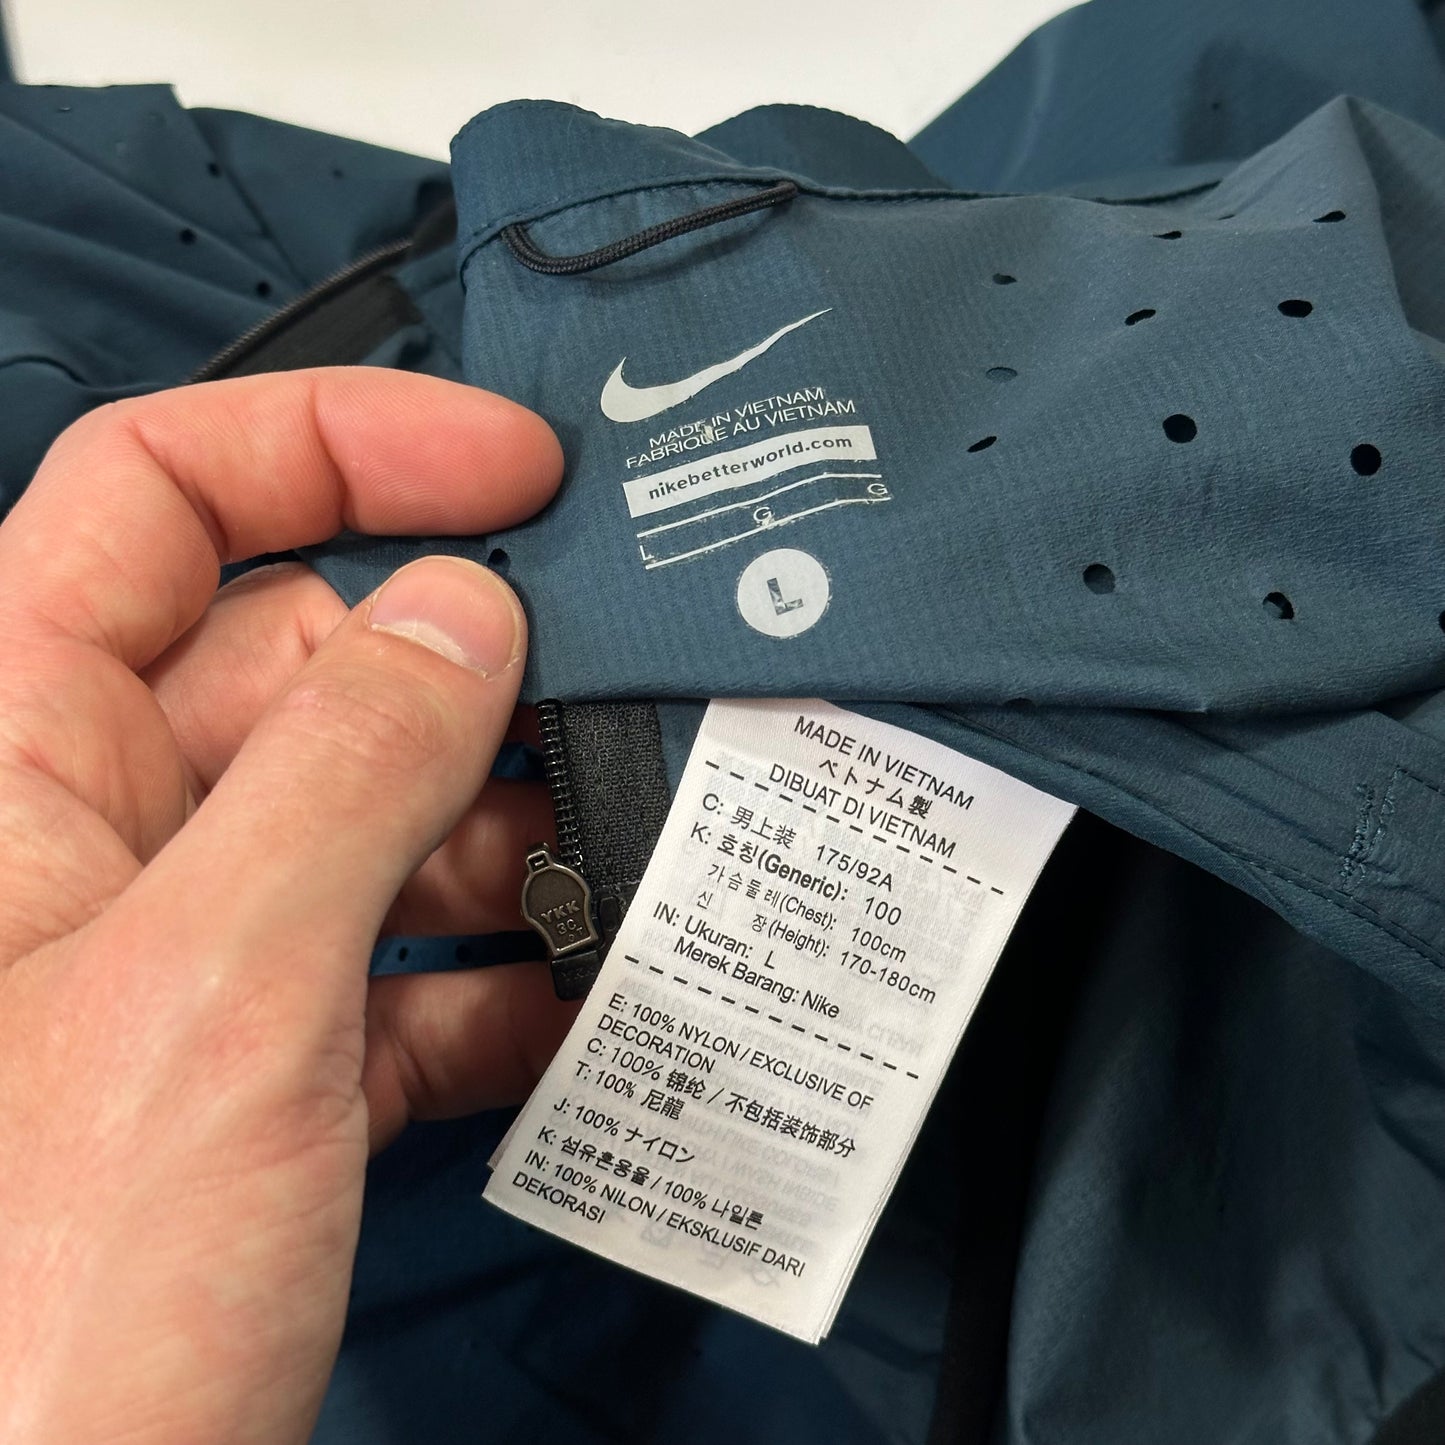 MADE IN VIETNAM
FABRIQUE AU VIETNAM
nikebetterworld.com
L G G
L
MADE IN VIETNAM
ベトナム製
DIBUAT DI VIETNAM
C: 男上装 175/92A
K: 호칭(Generic): 100
가슴둘레(Chest): 100cm
신 장(Height): 170-180cm
IN: Ukuran: L
Merek Barang: Nike
E: 100% NYLON / EXCLUSIVE OF
DECORATION
C: 100% 锦纶 / 不包括装饰部分
T: 100% 尼龍
J: 100% ナイロン
K: 섬유혼용율 / 100% 나일론
IN: 100% NILON / EKSKLUSIF DARI
DEKORASI
YKK